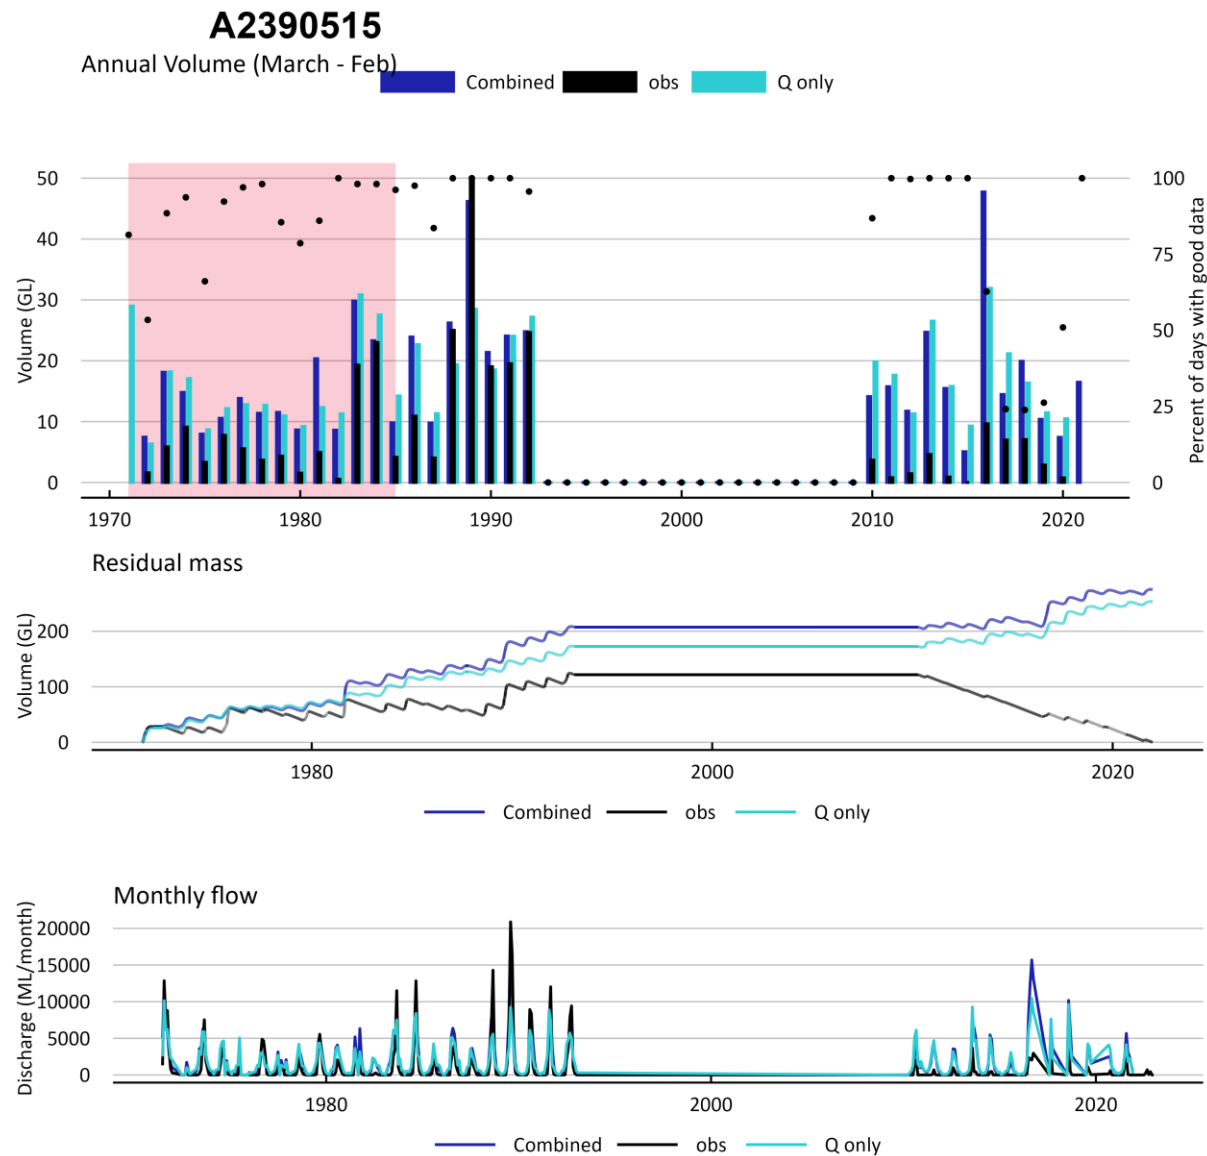 A2390515
Annual Volume (March - Feb)
Combined obs Q only
50 100
40
75
30
50
20
25
10
0 0
Volume (GL)
Percent of days with good data
1970 1980 1990 2000 2010 2020
Residual mass
200
100
0
Volume (GL)
1980 2000 2020
Combined obs Q only
Monthly flow
20000
15000
10000
5000
0
Discharge (ML/month)
1980 2000 2020
Combined obs Q only